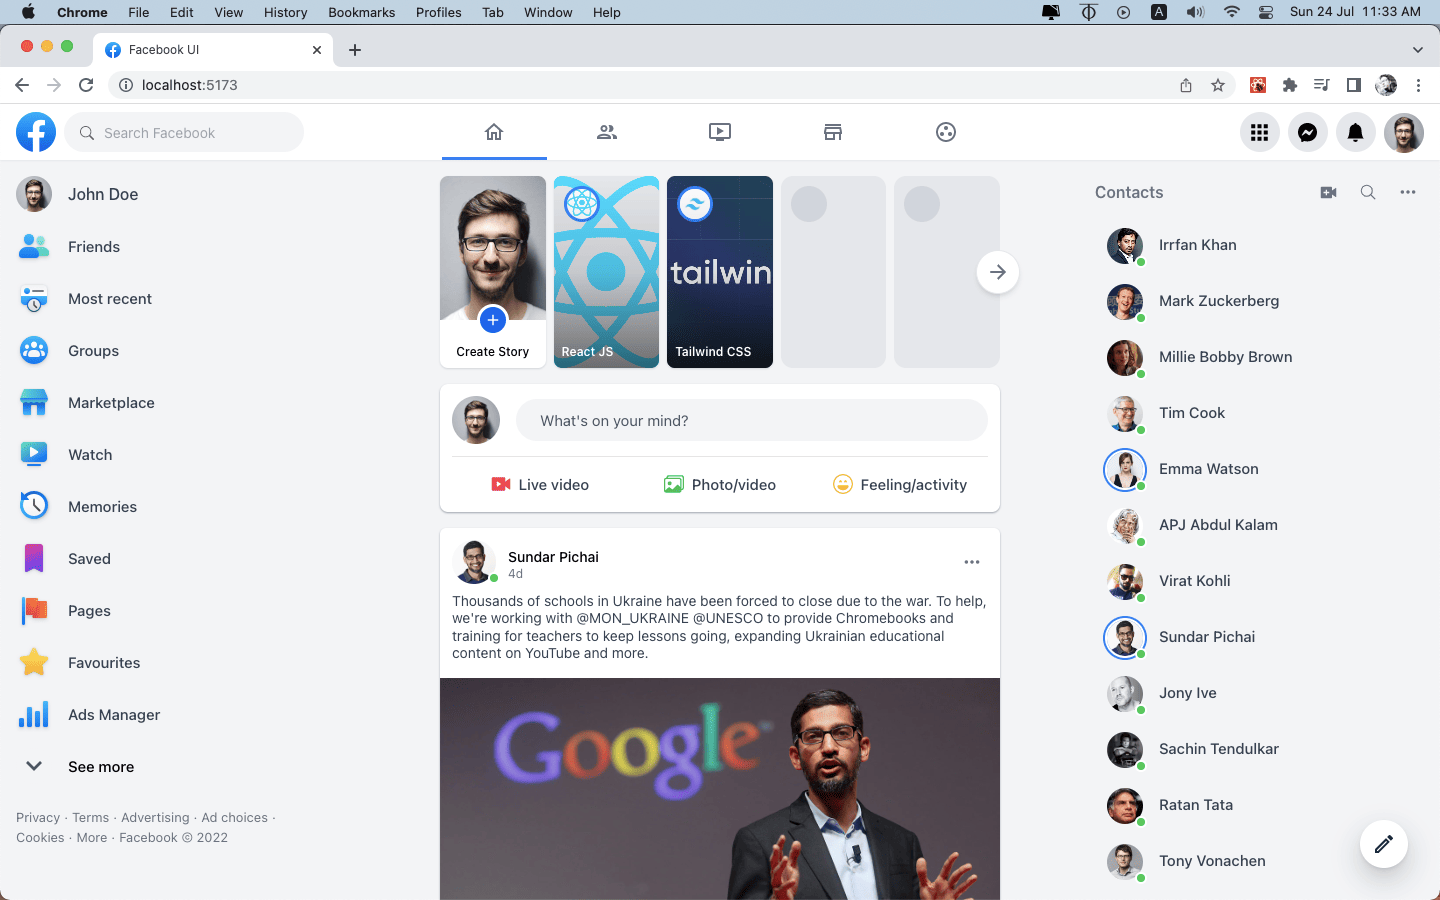 Chrome File Edit View History Bookmarks Profiles Tab Window Help
A
Sun 24 Jul 11:33 AM
Facebook UI
localhost:5173
Search Facebook
John Doe
Friends
Most recent
Groups
Marketplace
Watch
Memories
Saved
Pages
Favourites
Ads Manager
See more
Privacy · Terms · Advertising · Ad choices ·
Cookies · More · Facebook © 2022
Create Story
React JS
tailwin
Tailwind CSS
What's on your mind?
Live video
Photo/video
Feeling/activity
Sundar Pichai
4d
Thousands of schools in Ukraine have been forced to close due to the war. To help,
we're working with @MON_UKRAINE @UNESCO to provide Chromebooks and
training for teachers to keep lessons going, expanding Ukrainian educational
content on YouTube and more.
Google
Contacts
Irrfan Khan
Mark Zuckerberg
Millie Bobby Brown
Tim Cook
Emma Watson
APJ Abdul Kalam
Virat Kohli
Sundar Pichai
Jony Ive
Sachin Tendulkar
Ratan Tata
Tony Vonachen